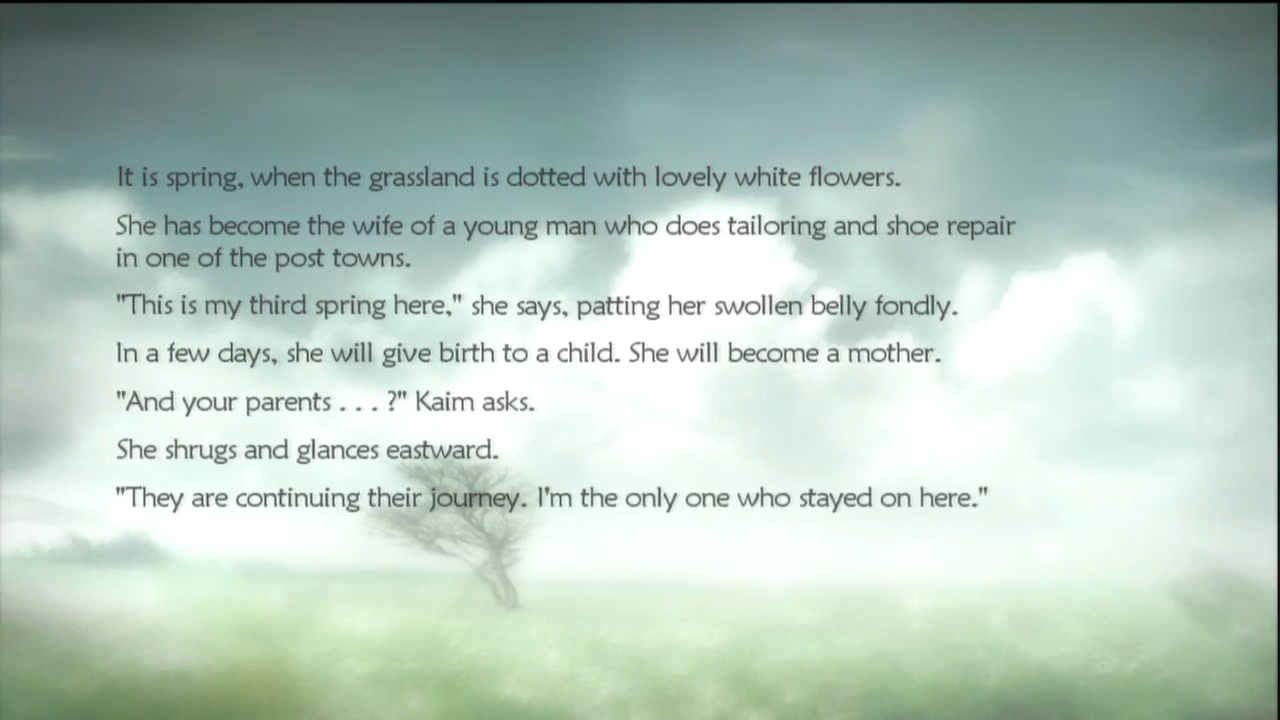 It is spring, when the grassland is dotted with lovely white flowers.
She has become the wife of a young man who does tailoring and shoe repair
in one of the post towns.
"This is my third spring here," she says, patting her swollen belly fondly.
In a few days, she will give birth to a child. She will become a mother.
"And your parents . . . ?" Kaim asks.
She shrugs and glances eastward.
"They are continuing their journey. I'm the only one who stayed on here."